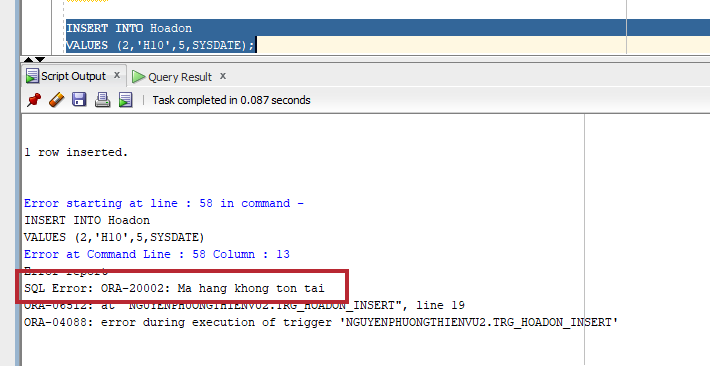 INSERT INTO Hoadon
VALUES (2,'H10',5,SYSDATE);
Script Output x Query Result x
Task completed in 0.087 seconds
1 row inserted.
Error starting at line : 58 in command -
INSERT INTO Hoadon
VALUES (2,'H10',5,SYSDATE)
Error at Command Line : 58 Column : 13
Error report -
SQL Error: ORA-20002: Ma hang khong ton tai
ORA-06512: at "NGUYENPHUONGTHIENVU2.TRG_HOADON_INSERT", line 19
ORA-04088: error during execution of trigger 'NGUYENPHUONGTHIENVU2.TRG_HOADON_INSERT'